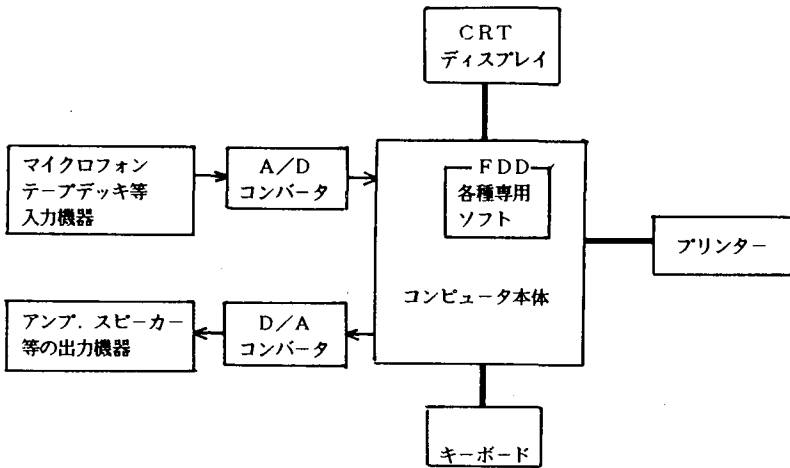 CRT
ディスプレイ
マイクロフォン
テープデッキ等
入力機器
A/D
コンバータ
FDD
各種専用
ソフト
プリンター
コンピュータ本体
アンプ.スピーカー
等の出力機器
D/A
コンバータ
キーボード